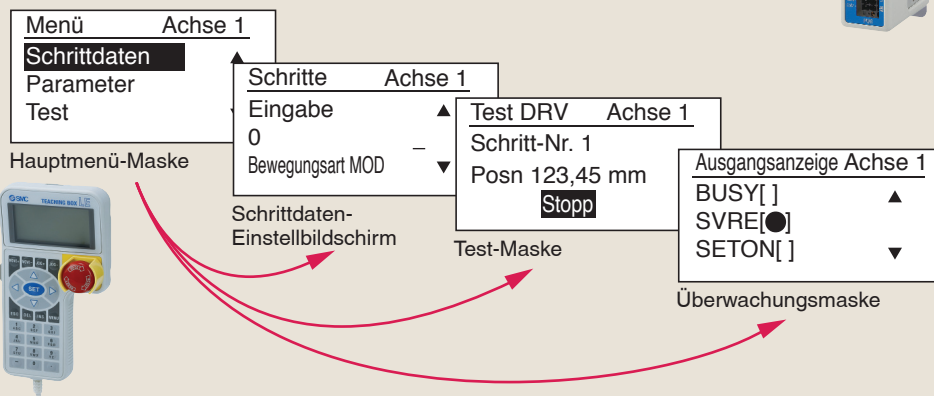 Menü Achse 1
Schrittdaten
Parameter
Test
Hauptmenü-Maske
Schritte Achse 1
Eingabe
0 _
Bewegungsart MOD
Schrittdaten-
Einstellbildschirm
Test DRV Achse 1
Schritt-Nr. 1
Posn 123,45 mm
Stopp
Test-Maske
Ausgangsanzeige Achse 1
BUSY[ ]
SVRE[●]
SETON[ ]
Überwachungsmaske
SMC TEACHING BOX LE
SET